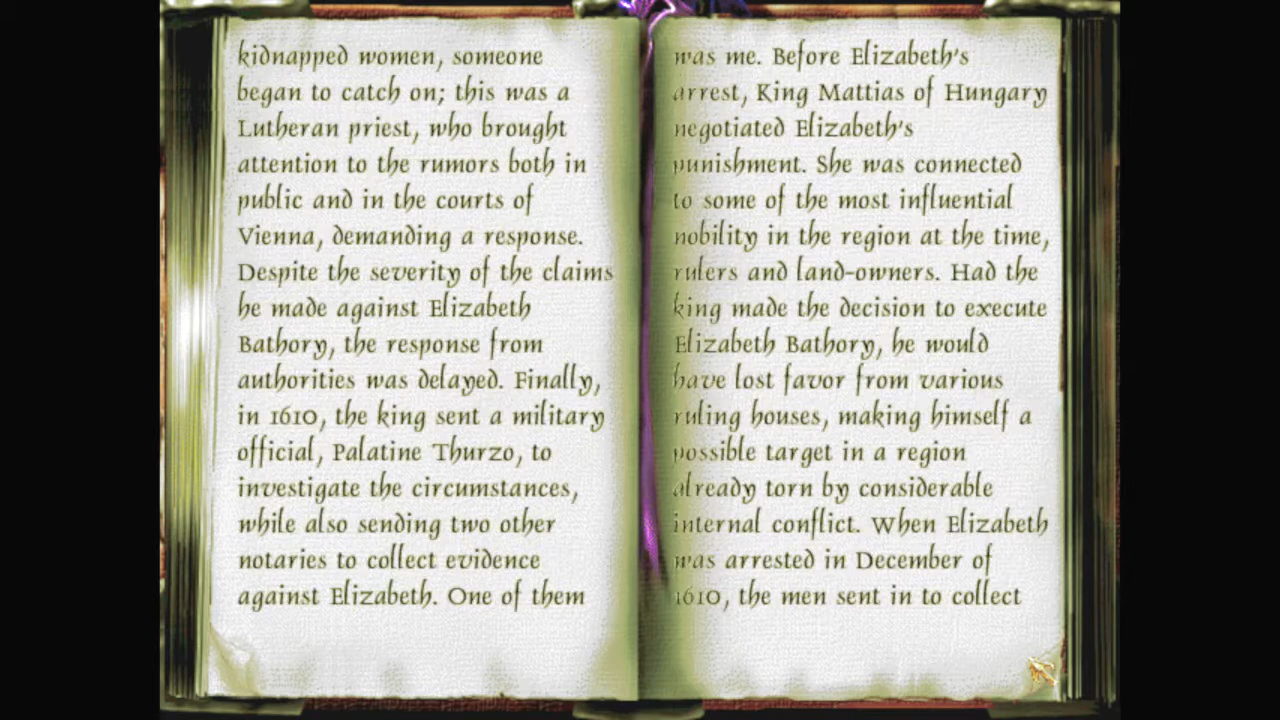 kidnapped women, someone
began to catch on; this was a
Lutheran priest, who brought
attention to the rumors both in
public and in the courts of
Vienna, demanding a response.
Despite the severity of the claims
he made against Elizabeth
Bathory, the response from
authorities was delayed. Finally,
in 1610, the king sent a military
official, Palatine Thurzo, to
investigate the circumstances,
while also sending two other
notaries to collect evidence
against Elizabeth. One of them
was me. Before Elizabeth's
arrest, King Mattias of Hungary
negotiated Elizabeth's
punishment. She was connected
to some of the most influential
nobility in the region at the time,
rulers and land-owners. Had the
king made the decision to execute
Elizabeth Bathory, he would
have lost favor from various
ruling houses, making himself a
possible target in a region
already torn by considerable
internal conflict. When Elizabeth
was arrested in December of
1610, the men sent in to collect